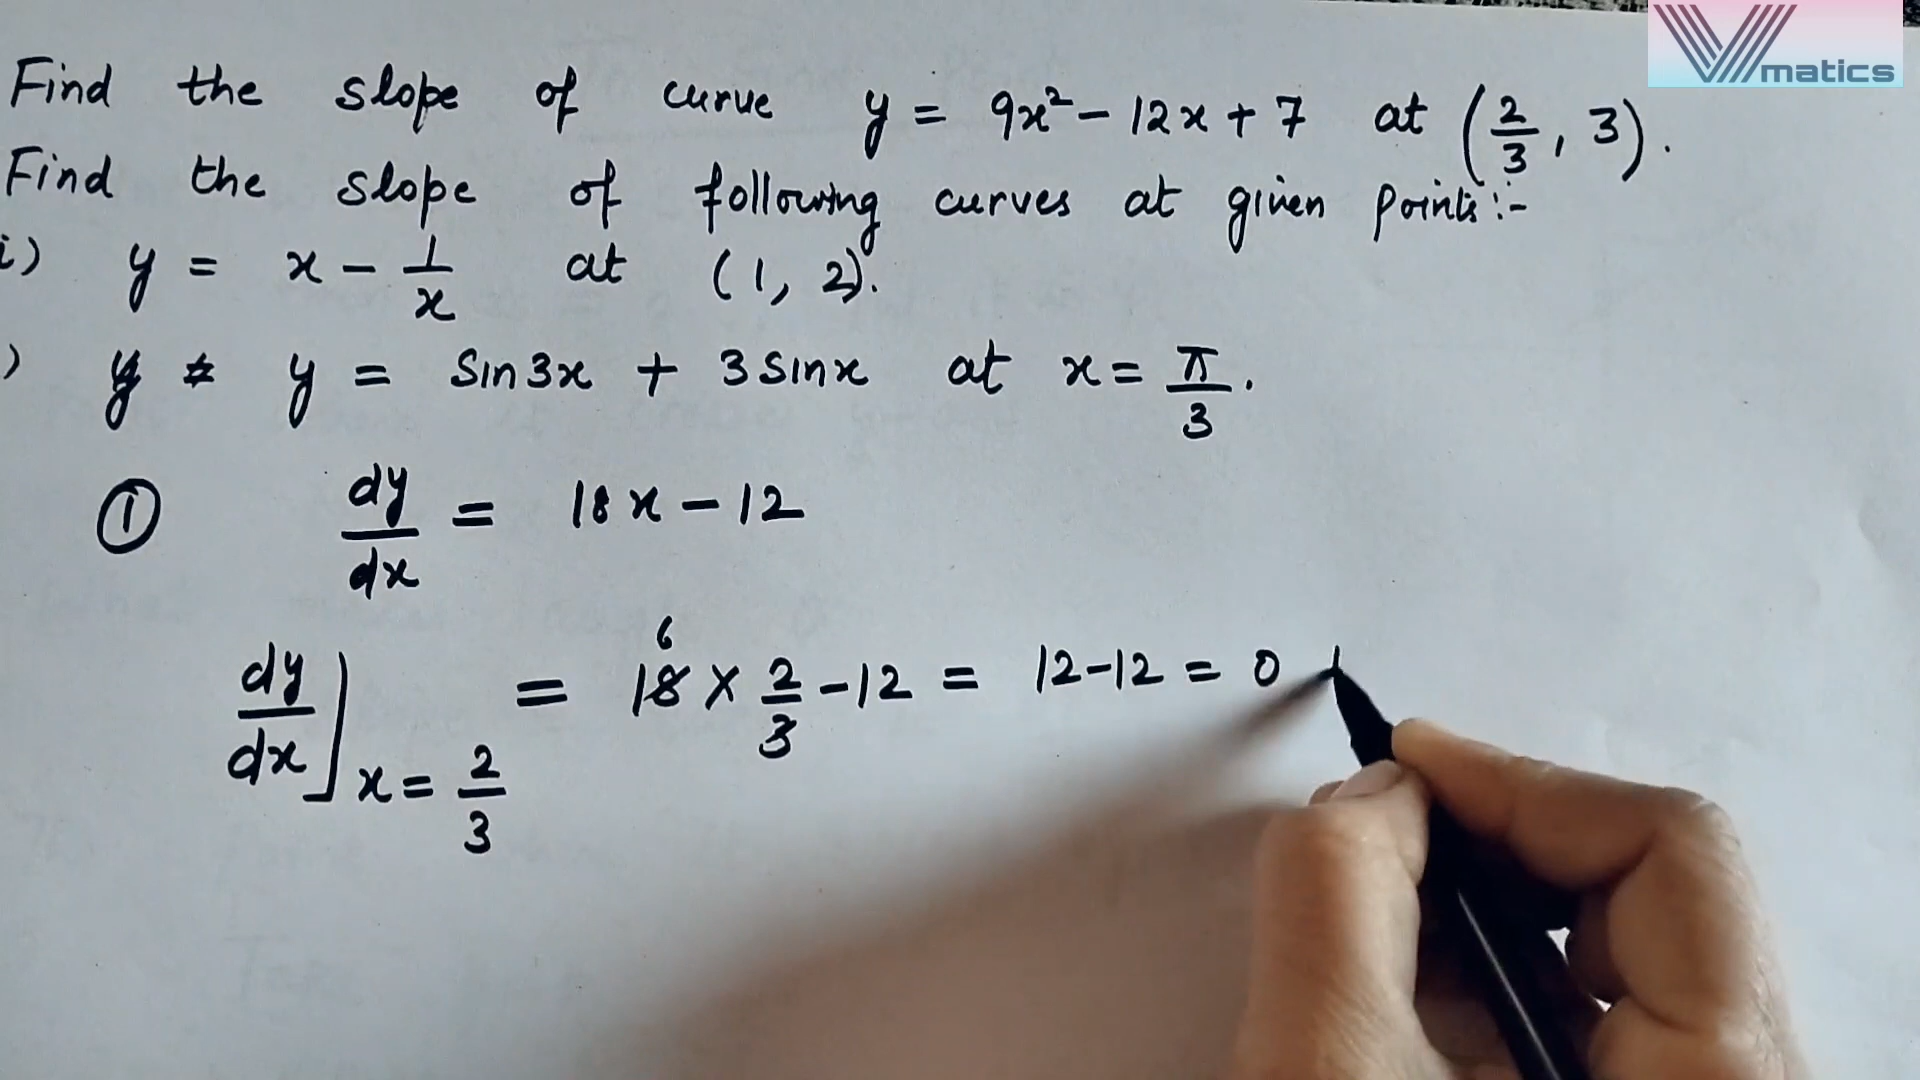 Vmatics
Find the slope of curve y = 9x² - 12x + 7 at (2/3, 3).
Find the slope of following curves at given points :-
i) y = x - 1/x at (1, 2).
) y = y = sin3x + 3sinx at x = π/3.
① dy/dx = 18x - 12
dy/dx]x = 2/3 = 18 × 2/3 - 12 = 12 - 12 = 0
6